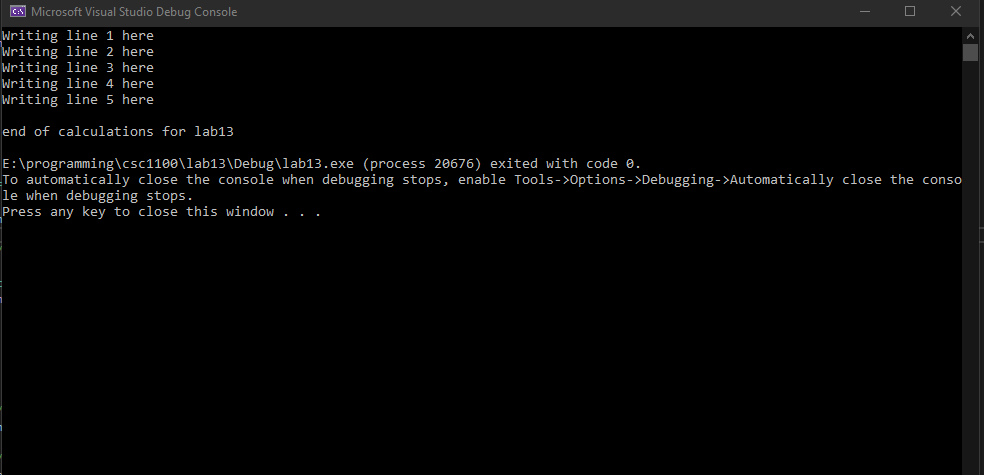 Microsoft Visual Studio Debug Console
Writing line 1 here
Writing line 2 here
Writing line 3 here
Writing line 4 here
Writing line 5 here
end of calculations for lab13
E:\programming\csc1100\lab13\Debug\lab13.exe (process 20676) exited with code 0.
To automatically close the console when debugging stops, enable Tools->Options->Debugging->Automatically close the conso
le when debugging stops.
Press any key to close this window . . .